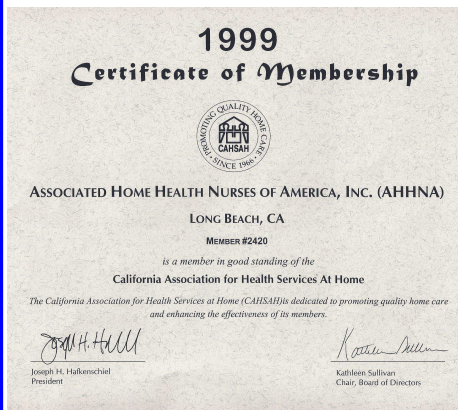 1999
Certificate of Membership
PROMOTING QUALITY HOME CARE
CAHSAH
· SINCE 1966 ·
ASSOCIATED HOME HEALTH NURSES OF AMERICA, INC. (AHHNA)
LONG BEACH, CA
MEMBER #2420
is a member in good standing of the
California Association for Health Services At Home
The California Association for Health Services at Home (CAHSAH)is dedicated to promoting quality home care
and enhancing the effectiveness of its members.
Joseph H. Hafkenschiel
President
Kathleen Sullivan
Kathleen Sullivan
Chair, Board of Directors